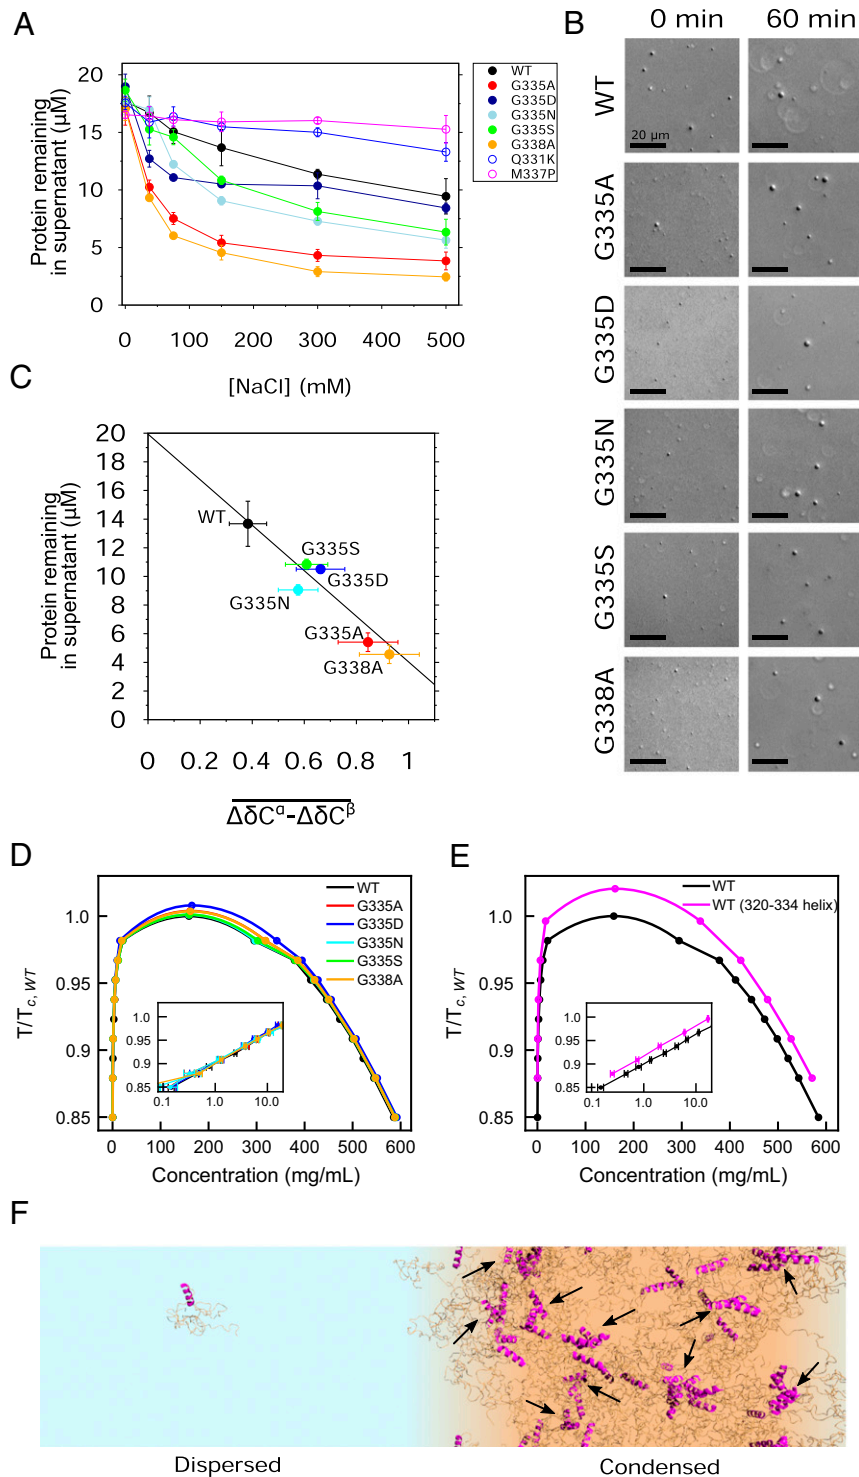 A
20
15
10
5
0
Protein remaining
in supernatant (µM)
0 100 200 300 400 500
[NaCl] (mM)
WT
G335A
G335D
G335N
G335S
G338A
Q331K
M337P
B
0 min 60 min
WT
20 µm
G335A
G335D
G335N
G335S
G338A
C
20
18
16
14
12
10
8
6
4
2
0
Protein remaining
in supernatant (µM)
WT
G335S
G335D
G335N
G335A
G338A
0 0.2 0.4 0.6 0.8 1
ΔδCα-ΔδCβ
D
T/Tc, WT
1.0
0.95
0.9
0.85
WT
G335A
G335D
G335N
G335S
G338A
1.0
0.95
0.9
0.85
0.1 1.0 10.0
0 100 200 300 400 500 600
Concentration (mg/mL)
E
T/Tc, WT
1.0
0.95
0.9
0.85
WT
WT (320-334 helix)
1.0
0.95
0.9
0.85
0.1 1.0 10.0
0 100 200 300 400 500 600
Concentration (mg/mL)
F
Dispersed Condensed